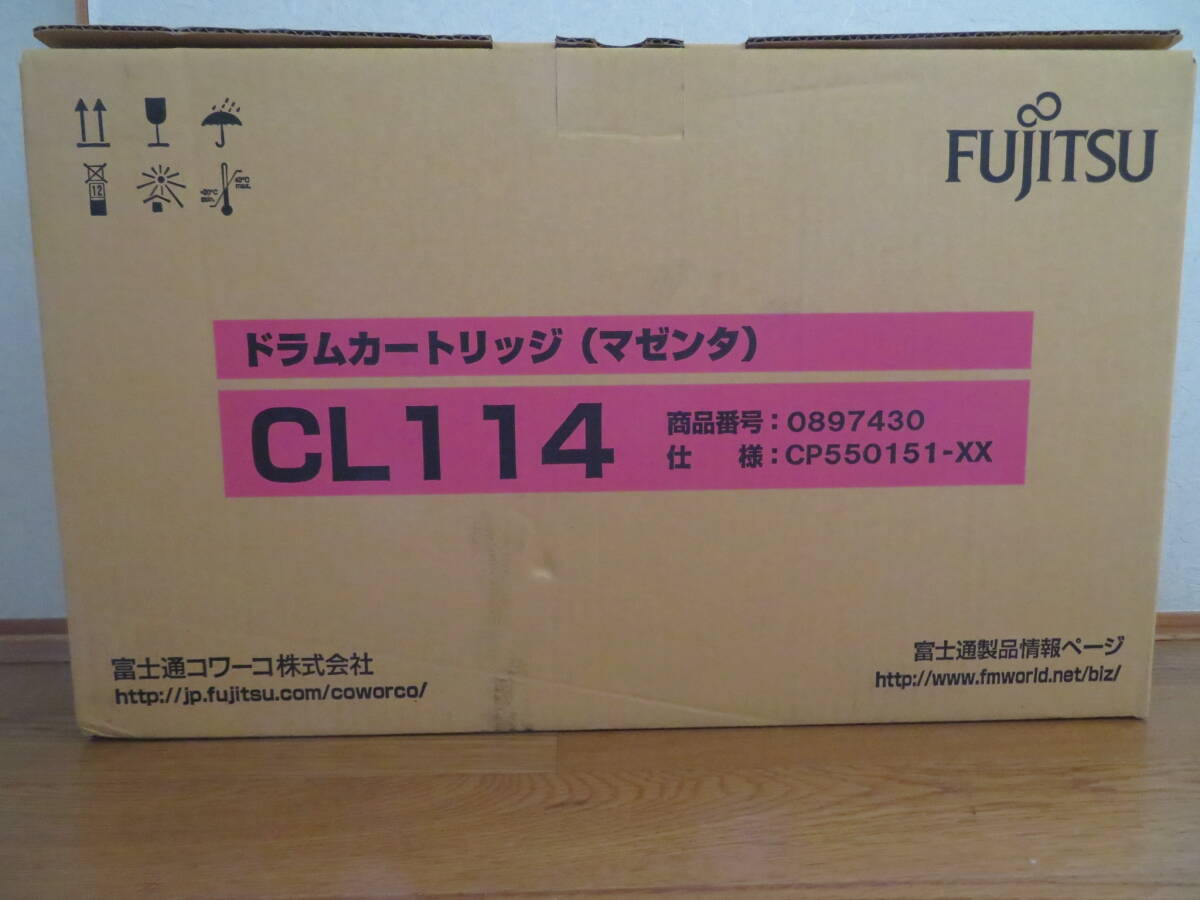 FUJITSU
12
ドラムカートリッジ（マゼンタ）
CL114
商品番号：0897430
仕　様：CP550151-XX
富士通コワーコ株式会社
http://jp.fujitsu.com/coworco/
富士通製品情報ページ
http://www.fmworld.net/biz/